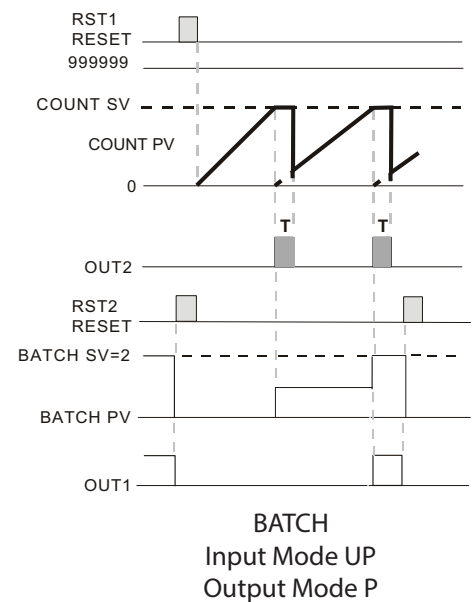 RST1
RESET
999999
COUNT SV
COUNT PV
0
T
T
OUT2
RST2
RESET
BATCH SV=2
BATCH PV
OUT1
BATCH
Input Mode UP
Output Mode P